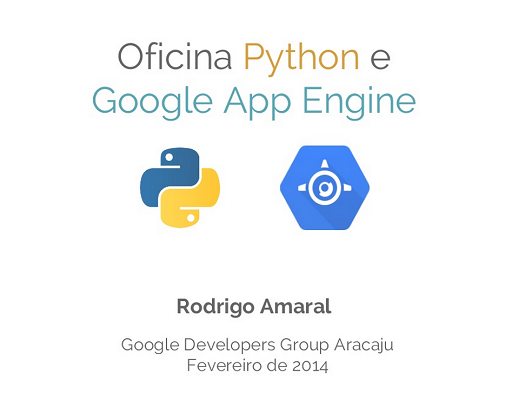 Oficina Python e
Google App Engine
Rodrigo Amaral
Google Developers Group Aracaju
Fevereiro de 2014